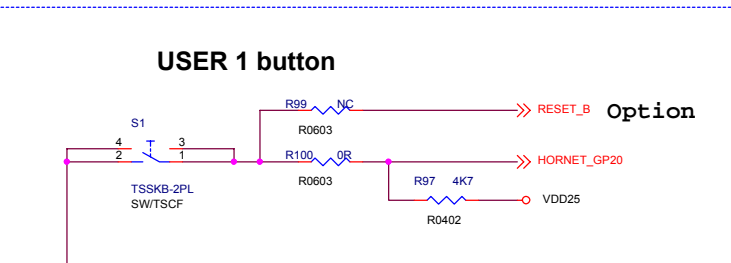 USER 1 button
R99 NC
RESET_B Option
R0603
S1
4 3
2 1
R100 0R
HORNET_GP20
R0603
R97 4K7
TSSKB-2PL
SW/TSCF
VDD25
R0402